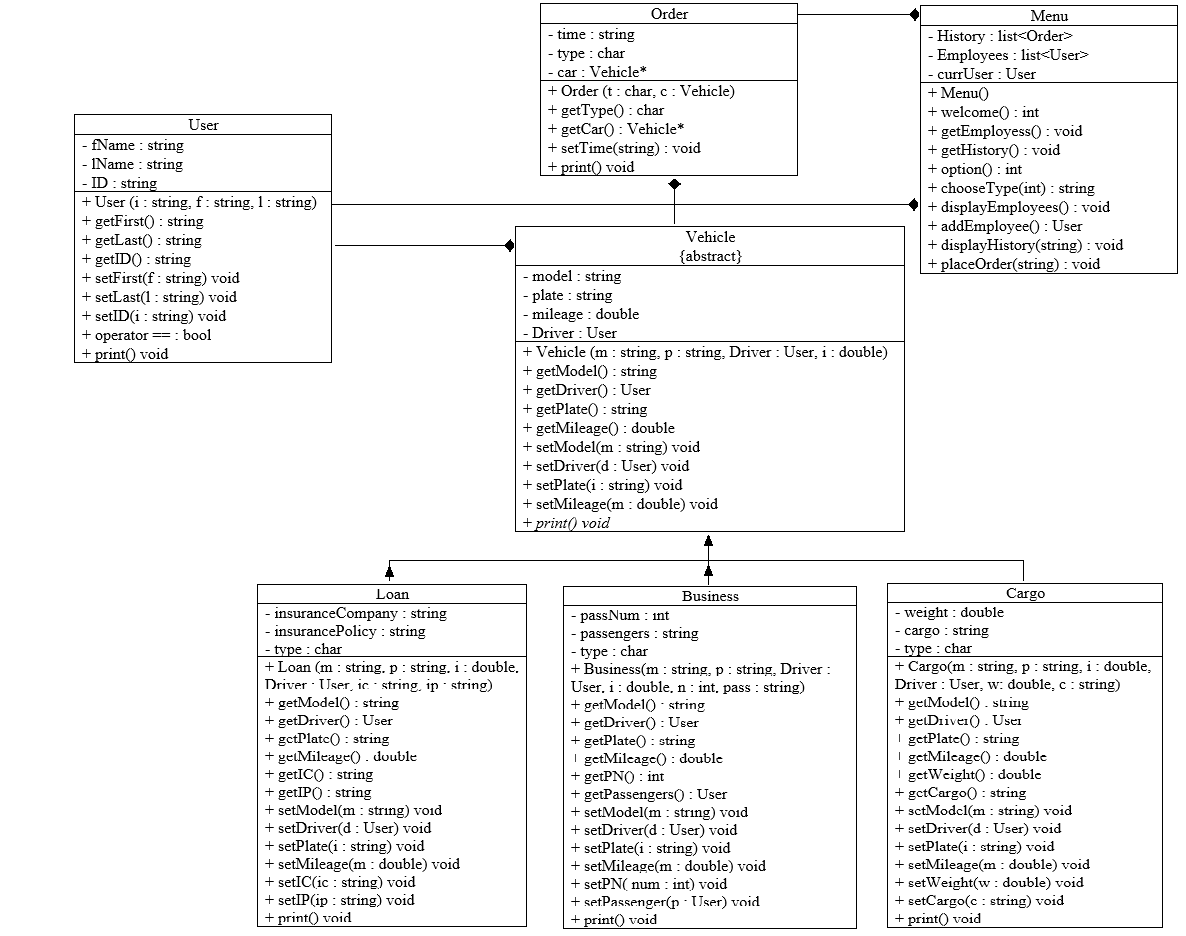 Order
- time : string
- type : char
- car : Vehicle*
+ Order (t : char, c : Vehicle)
+ getType() : char
+ getCar() : Vehicle*
+ setTime(string) : void
+ print() void
Menu
- History : list<Order>
- Employees : list<User>
- currUser : User
+ Menu()
+ welcome() : int
+ getEmployess() : void
+ getHistory() : void
+ option() : int
+ chooseType(int) : string
+ displayEmployees() : void
+ addEmployee() : User
+ displayHistory(string) : void
+ placeOrder(string) : void
User
- fName : string
- lName : string
- ID : string
+ User (i : string, f : string, l : string)
+ getFirst() : string
+ getLast() : string
+ getID() : string
+ setFirst(f : string) void
+ setLast(l : string) void
+ setID(i : string) void
+ operator == : bool
+ print() void
Vehicle
{abstract}
- model : string
- plate : string
- mileage : double
- Driver : User
+ Vehicle (m : string, p : string, Driver : User, i : double)
+ getModel() : string
+ getDriver() : User
+ getPlate() : string
+ getMileage() : double
+ setModel(m : string) void
+ setDriver(d : User) void
+ setPlate(i : string) void
+ setMileage(m : double) void
+ print() void
Loan
- insuranceCompany : string
- insurancePolicy : string
- type : char
+ Loan (m : string, p : string, i : double,
Driver : User, ic : string, ip : string)
+ getModel() : string
+ getDriver() : User
+ getPlate() : string
+ getMileage() : double
+ getIC() : string
+ getIP() : string
+ setModel(m : string) void
+ setDriver(d : User) void
+ setPlate(i : string) void
+ setMileage(m : double) void
+ setIC(ic : string) void
+ setIP(ip : string) void
+ print() void
Business
- passNum : int
- passengers : string
- type : char
+ Business(m : string, p : string, Driver :
User, i : double, n : int, pass : string)
+ getModel() : string
+ getDriver() : User
+ getPlate() : string
+ getMileage() : double
+ getPN() : int
+ getPassengers() : User
+ setModel(m : string) void
+ setDriver(d : User) void
+ setPlate(i : string) void
+ setMileage(m : double) void
+ setPN( num : int) void
+ setPassenger(p : User) void
+ print() void
Cargo
- weight : double
- cargo : string
- type : char
+ Cargo(m : string, p : string, i : double,
Driver : User, w: double, c : string)
+ getModel() : string
+ getDriver() : User
+ getPlate() : string
+ getMileage() : double
+ getWeight() : double
+ getCargo() : string
+ setModel(m : string) void
+ setDriver(d : User) void
+ setPlate(i : string) void
+ setMileage(m : double) void
+ setWeight(w : double) void
+ setCargo(c : string) void
+ print() void